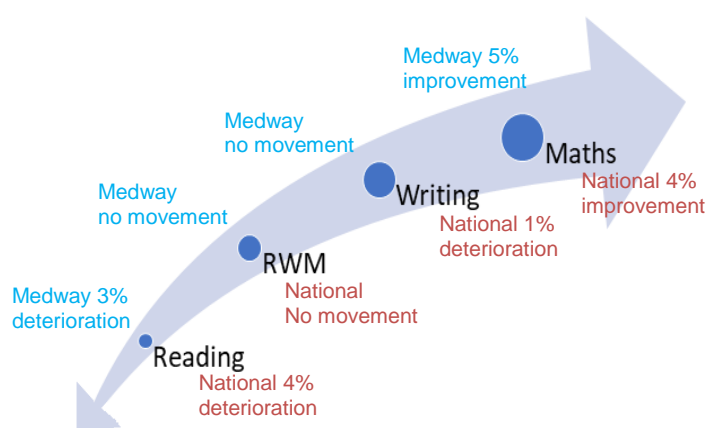 Medway 5%
improvement
Maths
National 4%
improvement
Medway
no movement
Writing
National 1%
deterioration
Medway
no movement
RWM
National
No movement
Medway 3%
deterioration
Reading
National 4%
deterioration